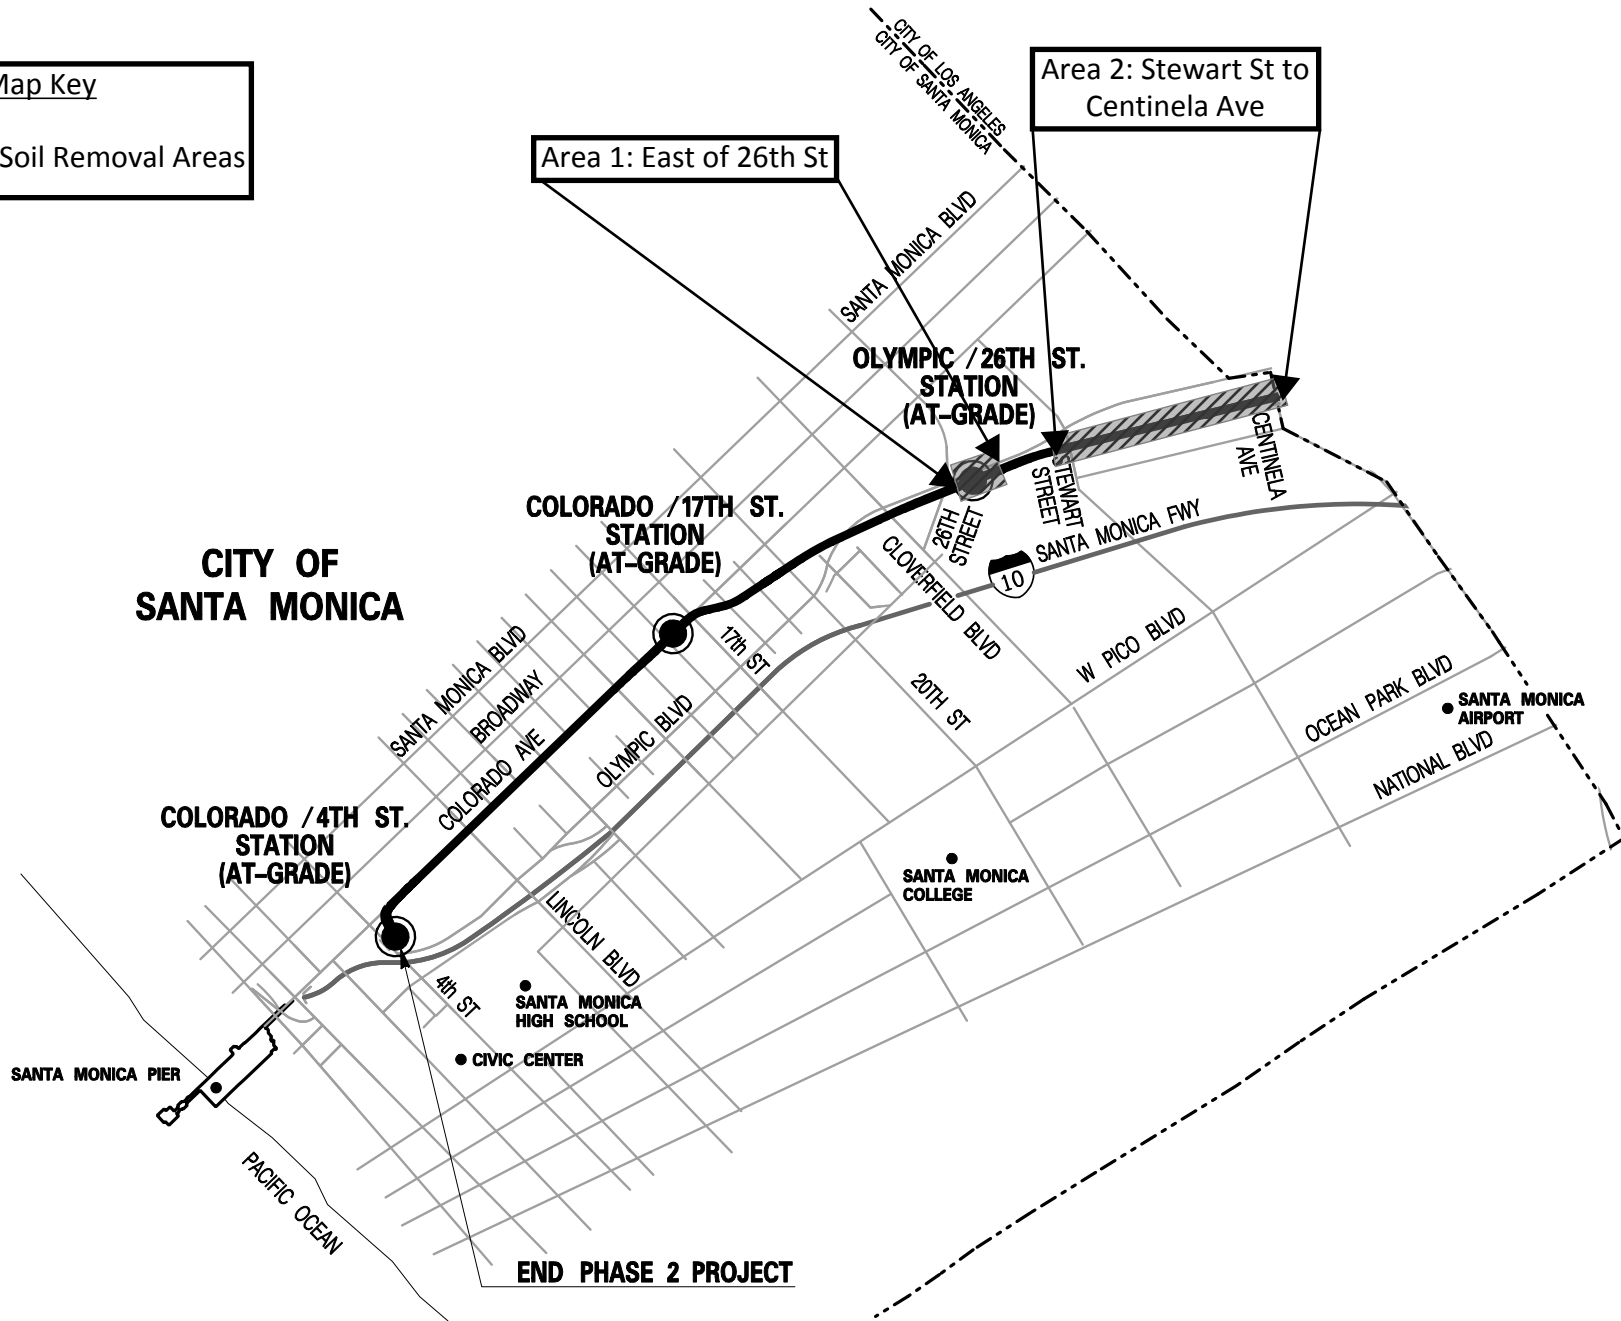 Map Key
Soil Removal Areas
CITY OF LOS ANGELES
CITY OF SANTA MONICA
Area 2: Stewart St to
Centinela Ave
Area 1: East of 26th St
SANTA MONICA BLVD
OLYMPIC /26TH ST.
STATION
(AT-GRADE)
CENTINELA
AVE
STEWART
STREET
26TH
STREET
COLORADO /17TH ST.
STATION
(AT-GRADE)
SANTA MONICA FWY
10
CLOVERFIELD BLVD
CITY OF
SANTA MONICA
17th ST
W PICO BLVD
SANTA MONICA BLVD
BROADWAY
COLORADO AVE
OLYMPIC BLVD
20TH ST
OCEAN PARK BLVD
SANTA MONICA
AIRPORT
NATIONAL BLVD
COLORADO /4TH ST.
STATION
(AT-GRADE)
SANTA MONICA
COLLEGE
LINCOLN BLVD
4th ST
SANTA MONICA
HIGH SCHOOL
CIVIC CENTER
SANTA MONICA PIER
PACIFIC OCEAN
END PHASE 2 PROJECT